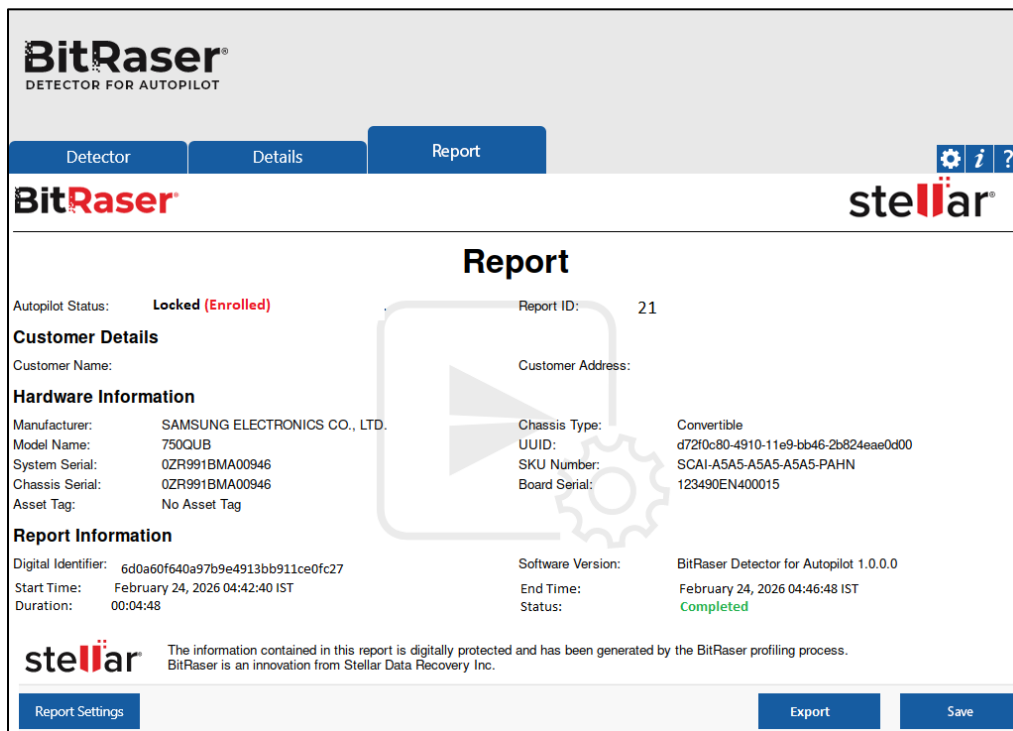 BitRaser®
DETECTOR FOR AUTOPILOT
Detector Details Report
i ?
BitRaser® stellar®
Report
Autopilot Status: Locked (Enrolled) Report ID: 21
Customer Details
Customer Name: Customer Address:
Hardware Information
Manufacturer: SAMSUNG ELECTRONICS CO., LTD. Chassis Type: Convertible
Model Name: 750QUB UUID: d72f0c80-4910-11e9-bb46-2b824eae0d00
System Serial: 0ZR991BMA00946 SKU Number: SCAI-A5A5-A5A5-A5A5-PAHN
Chassis Serial: 0ZR991BMA00946 Board Serial: 123490EN400015
Asset Tag: No Asset Tag
Report Information
Digital Identifier: 6d0a60f640a97b9e4913bb911ce0fc27 Software Version: BitRaser Detector for Autopilot 1.0.0.0
Start Time: February 24, 2026 04:42:40 IST End Time: February 24, 2026 04:46:48 IST
Duration: 00:04:48 Status: Completed
stellar® The information contained in this report is digitally protected and has been generated by the BitRaser profiling process.
BitRaser is an innovation from Stellar Data Recovery Inc.
Report Settings Export Save